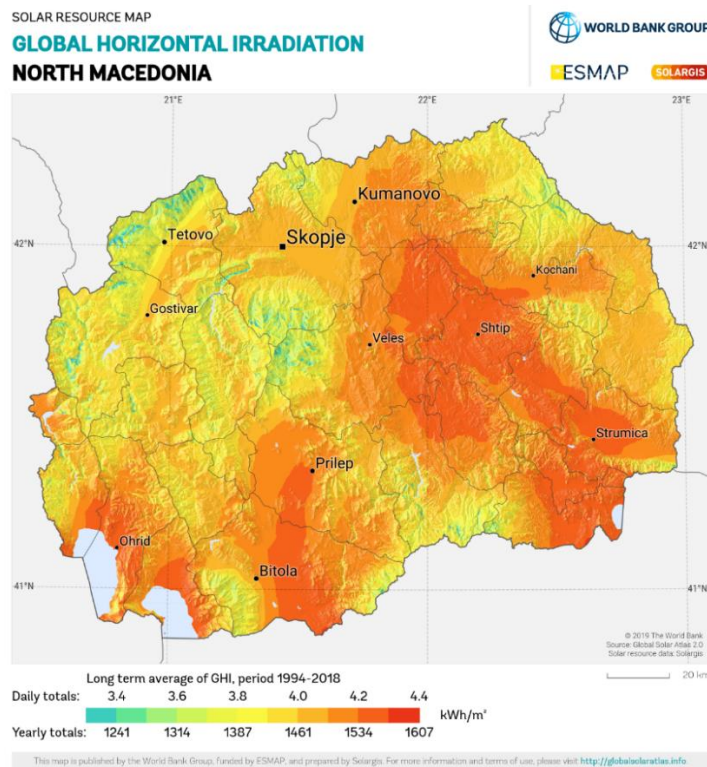 SOLAR RESOURCE MAP
GLOBAL HORIZONTAL IRRADIATION
NORTH MACEDONIA
WORLD BANK GROUP
ESMAP
SOLARGIS
21°E 22°E 23°E
Kumanovo
Tetovo
Skopje
42°N 42°N
Kochani
Gostivar
Shtip
Veles
Strumica
Prilep
Ohrid
Bitola
41°N 41°N
© 2019 The World Bank
Source: Global Solar Atlas 2.0
Solar resource data: Solargis
20 km
Long term average of GHI, period 1994-2018
Daily totals: 3.4 3.6 3.8 4.0 4.2 4.4
kWh/m²
Yearly totals: 1241 1314 1387 1461 1534 1607
This map is published by the World Bank Group, funded by ESMAP, and prepared by Solargis. For more information and terms of use, please visit http://globalsolaratlas.info.